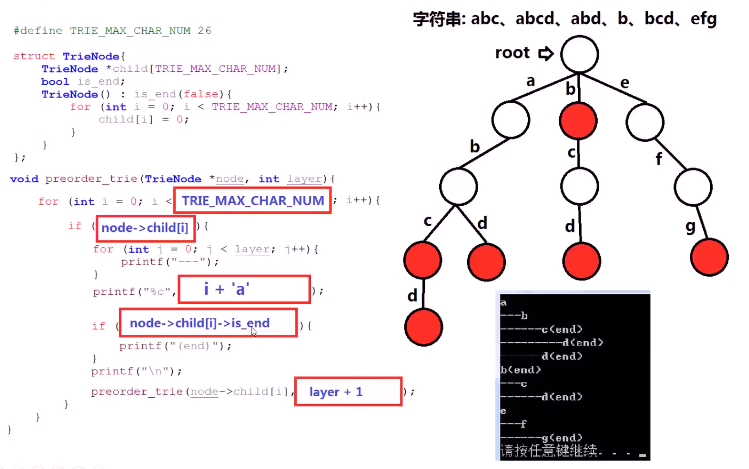 #define TRIE_MAX_CHAR_NUM 26
struct TrieNode{
TrieNode *child[TRIE_MAX_CHAR_NUM];
bool is_end;
TrieNode() : is_end(false){
for (int i = 0; i < TRIE_MAX_CHAR_NUM; i++){
child[i] = 0;
}
}
};
void preorder_trie(TrieNode *node, int layer){
for (int i = 0; i < TRIE_MAX_CHAR_NUM ; i++){
if ( node->child[i] ){
for (int j = 0; j < layer; j++){
printf("---");
}
printf("%c", i + 'a' );
if ( node->child[i]->is_end ){
printf("(end)");
}
printf("\n");
preorder_trie(node->child[i], layer + 1 );
}
}
}
字符串: abc、abcd、abd、b、bcd、efg
root
a
b
e
b
c
f
c
d
d
g
d
a
---b
------c(end)
---------d(end)
------d(end)
b(end)
---c
------d(end)
e
---f
------g(end)
请按任意键继续. . .